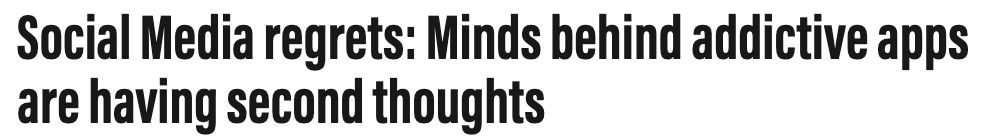 Social Media regrets: Minds behind addictive apps
are having second thoughts